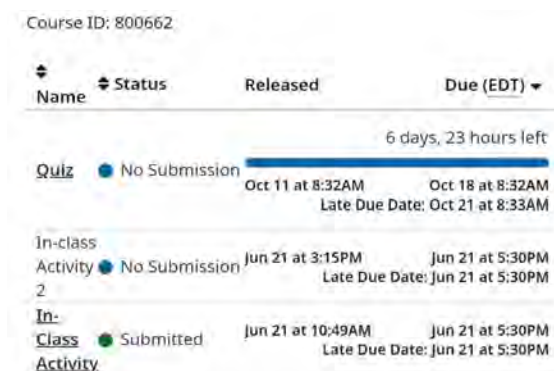 Course ID: 800662
Name Status Released Due (EDT)
6 days, 23 hours left
Quiz No Submission
Oct 11 at 8:32AM Oct 18 at 8:32AM
Late Due Date: Oct 21 at 8:33AM
In-class
Activity No Submission Jun 21 at 3:15PM Jun 21 at 5:30PM
2 Late Due Date: Jun 21 at 5:30PM
In-
Class Submitted Jun 21 at 10:49AM Jun 21 at 5:30PM
Activity Late Due Date: Jun 21 at 5:30PM